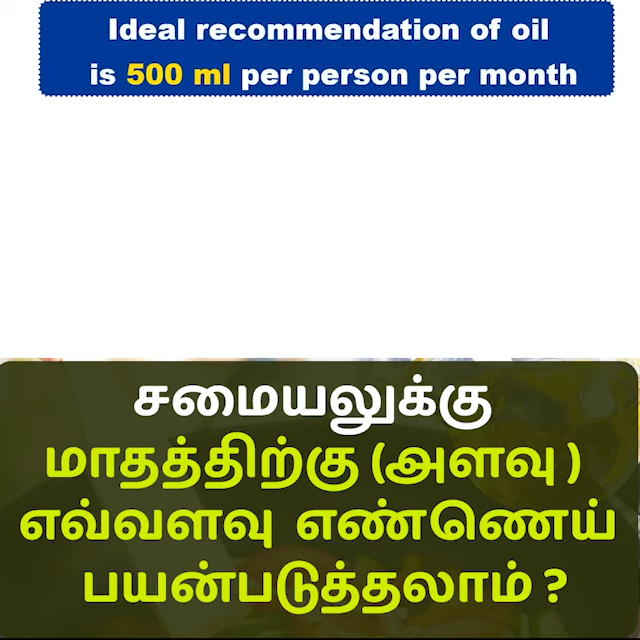 Ideal recommendation of oil
is 500 ml per person per month
சமையலுக்கு
மாதத்திற்கு (அளவு)
எவ்வளவு எண்ணெய்
பயன்படுத்தலாம் ?